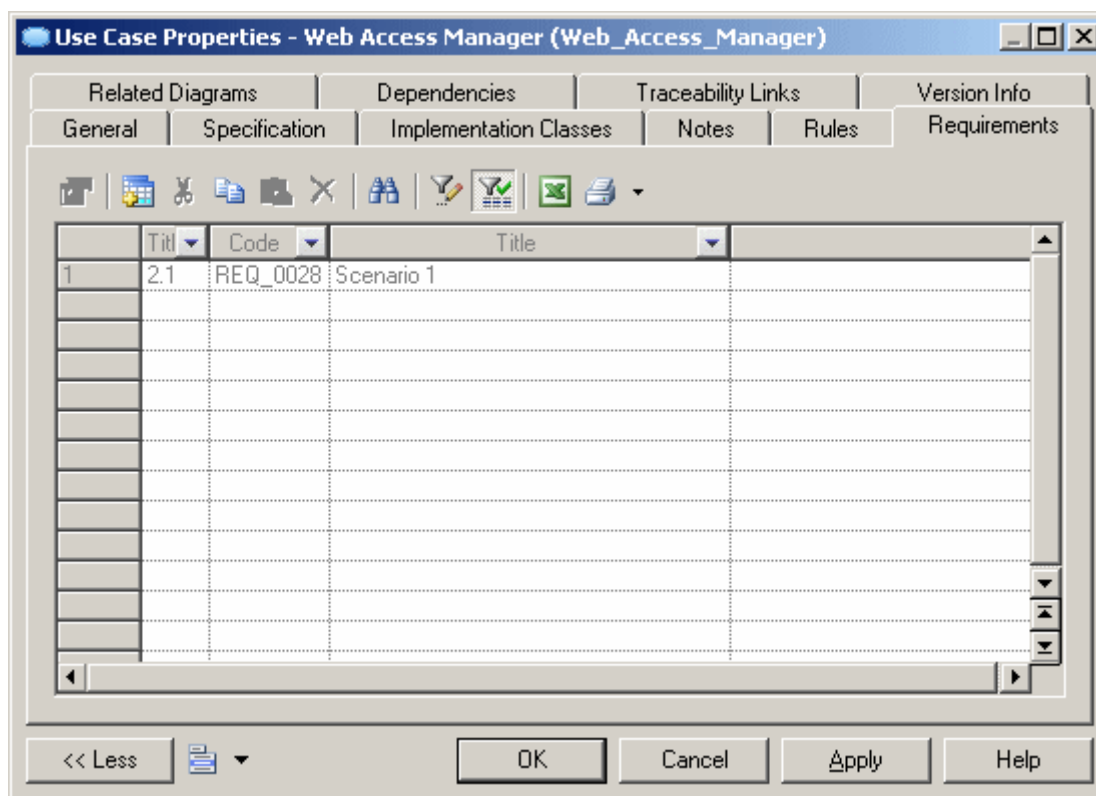 Use Case Properties - Web Access Manager (Web_Access_Manager)
Related Diagrams Dependencies Traceability Links Version Info
General Specification Implementation Classes Notes Rules Requirements
Titl Code Title
1 2.1 REQ_0028 Scenario 1
<< Less OK Cancel Apply Help